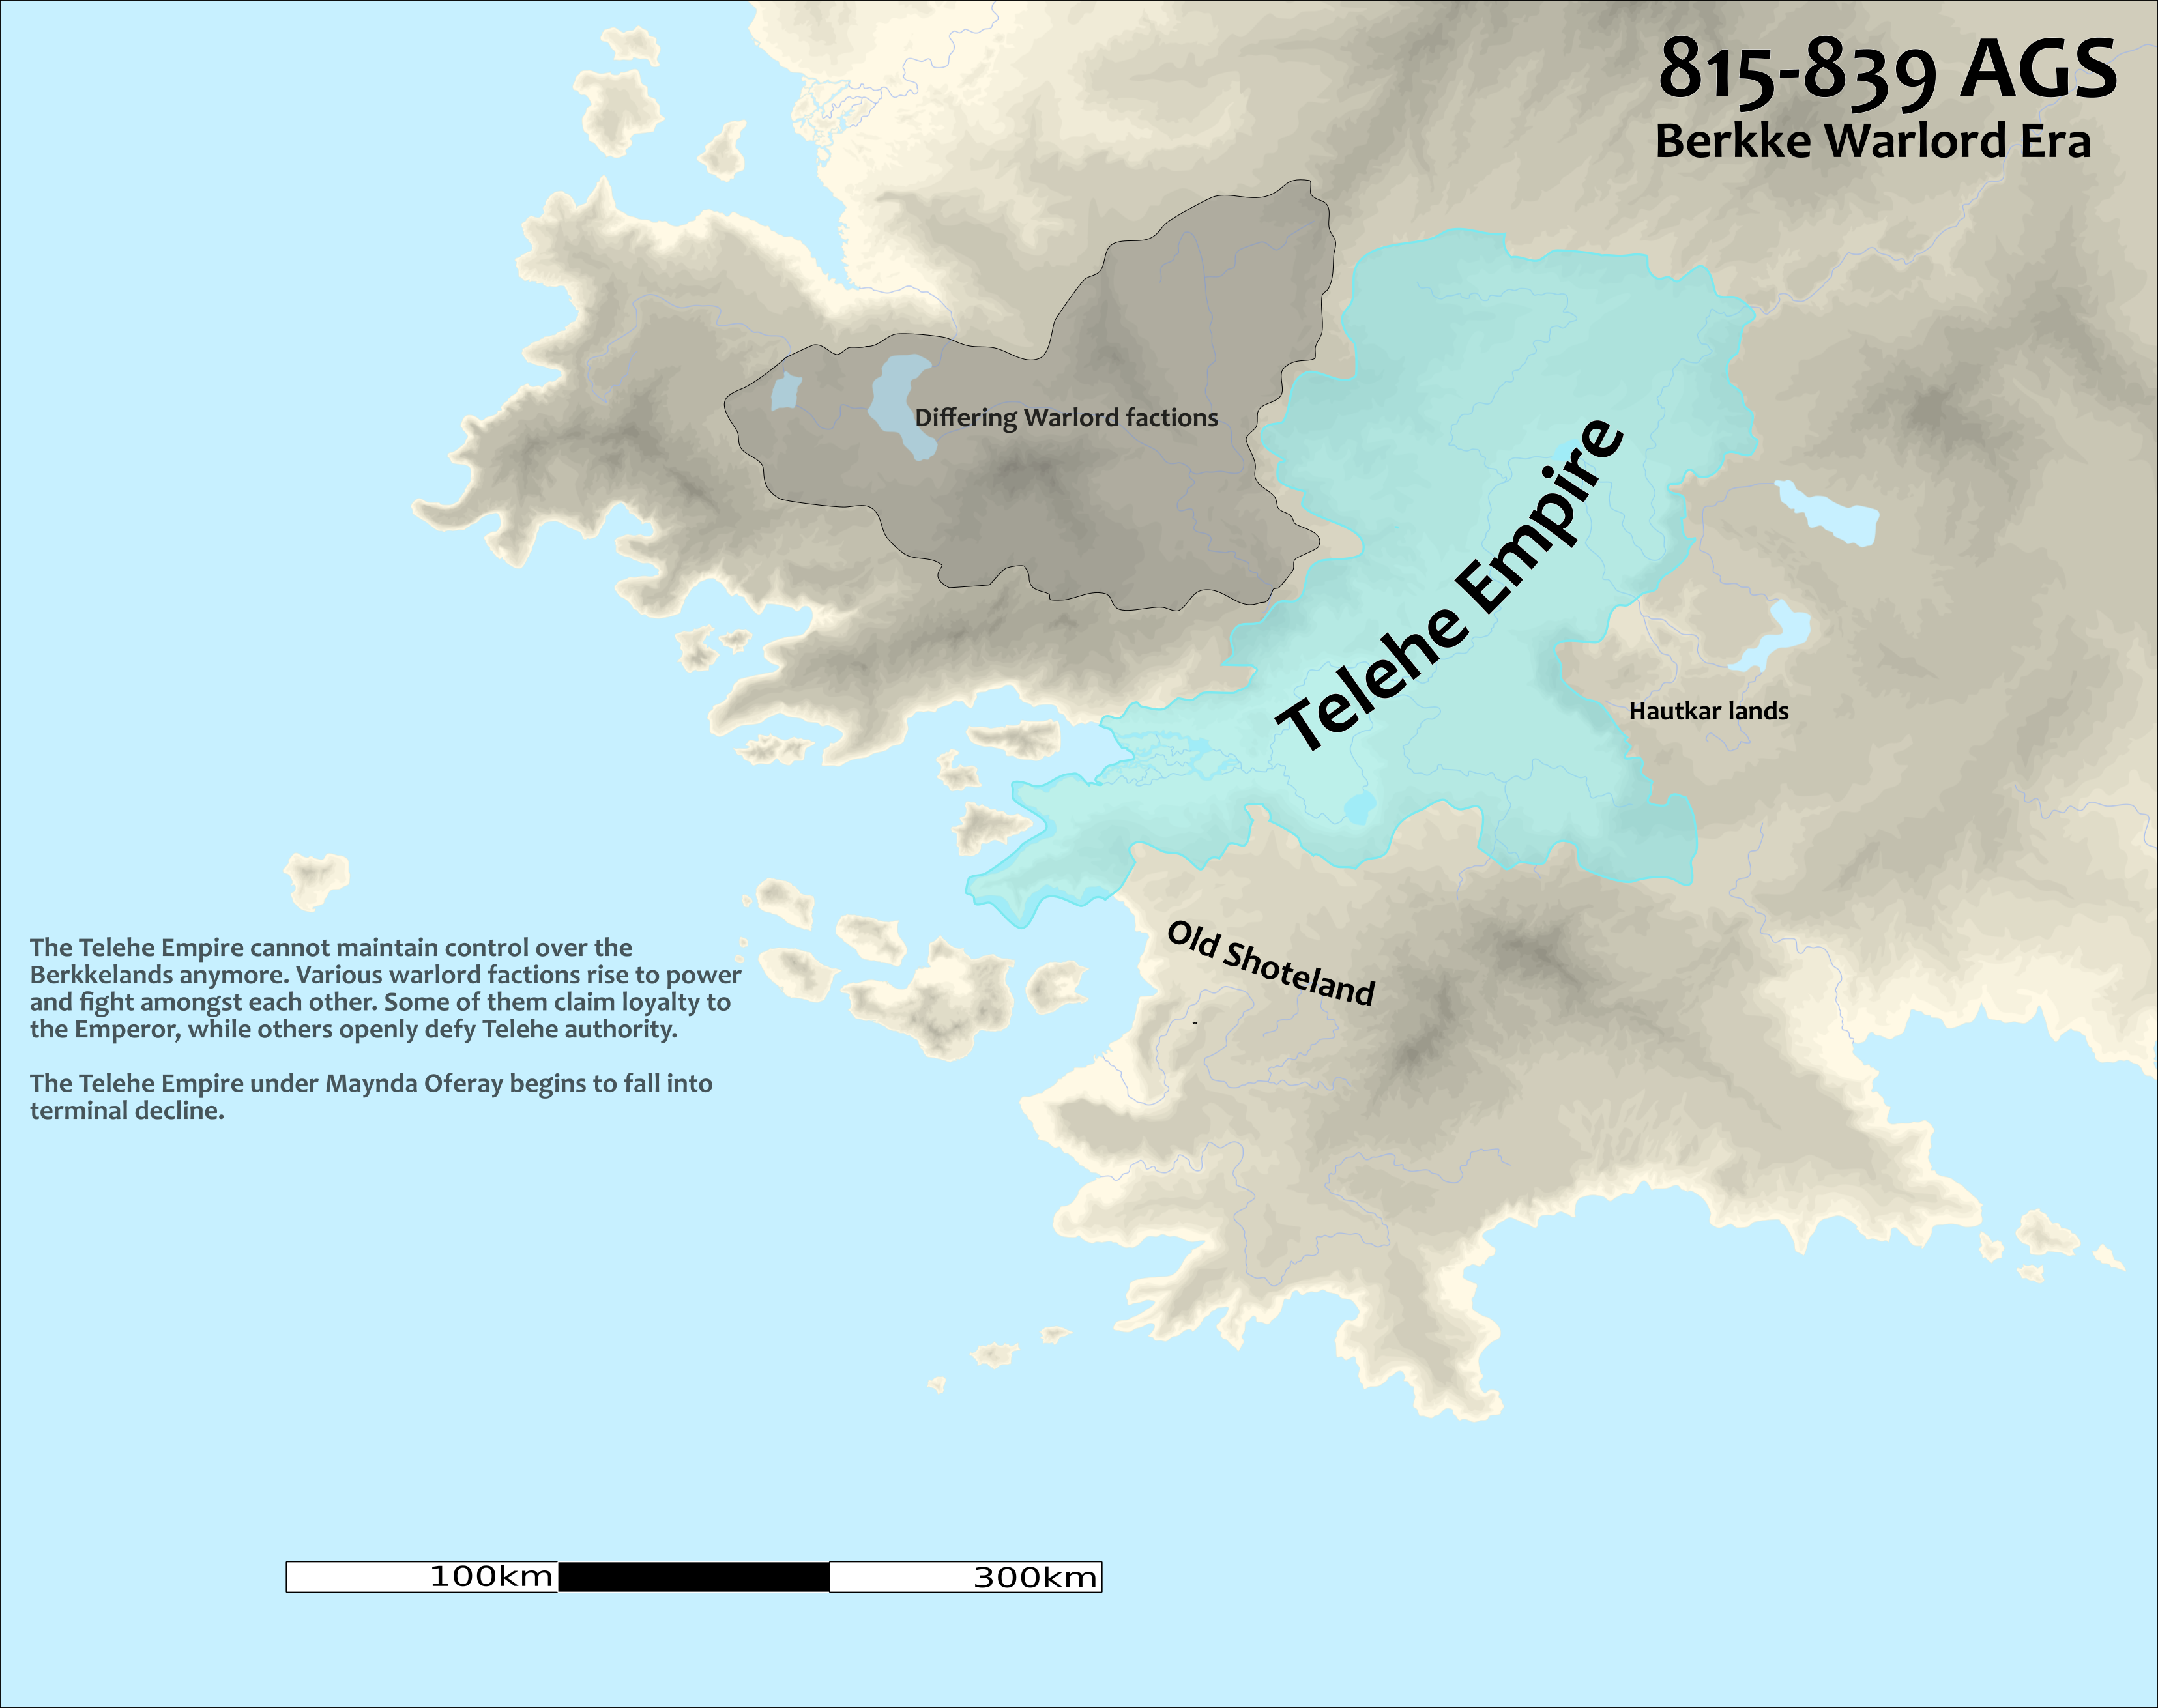 815-839 AGS
Berkke Warlord Era
Differing Warlord factions
Telehe Empire
Hautkar lands
Old Shoteland
-
The Telehe Empire cannot maintain control over the
Berkkelands anymore. Various warlord factions rise to power
and fight amongst each other. Some of them claim loyalty to
the Emperor, while others openly defy Telehe authority.
The Telehe Empire under Maynda Oferay begins to fall into
terminal decline.
100km 300km